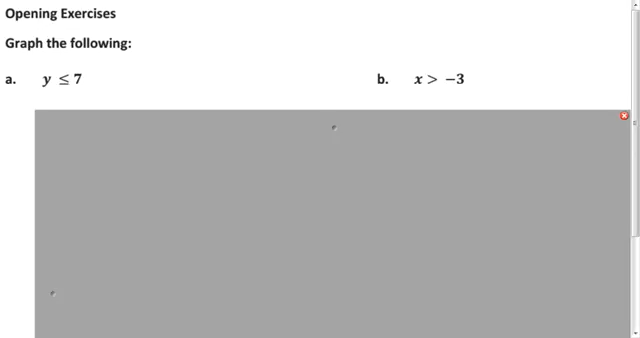 Opening Exercises
Graph the following:
a. y ≤ 7 b. x > −3